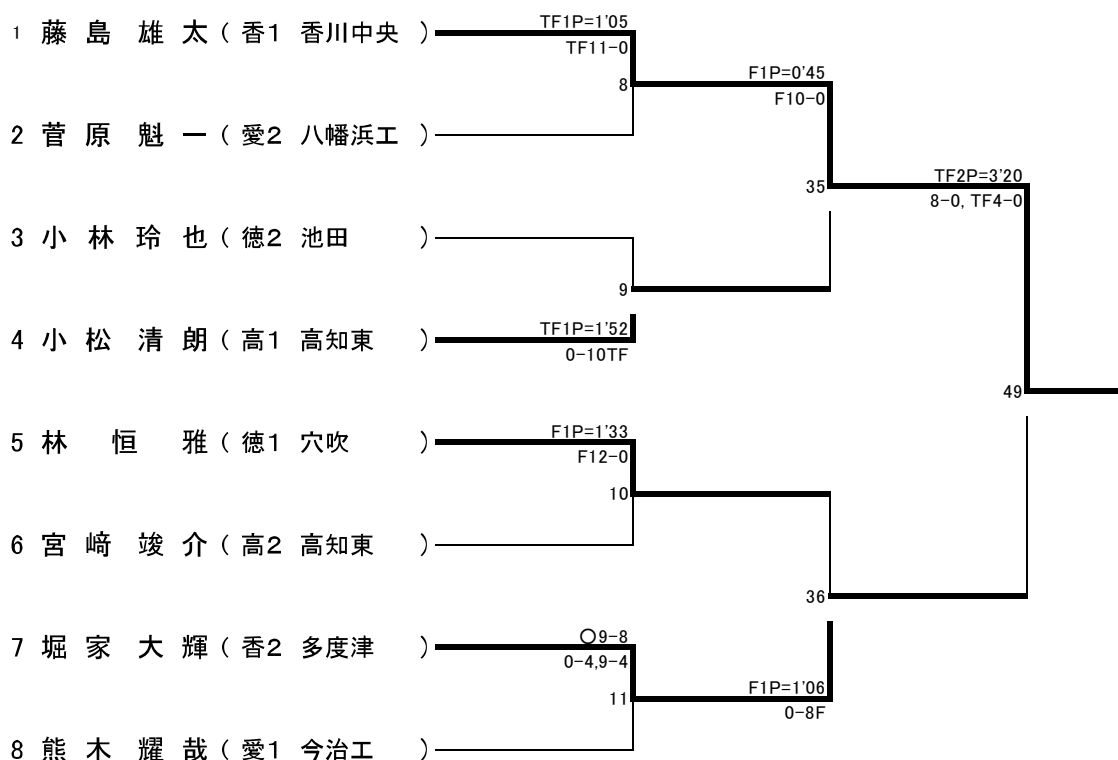 1 藤島雄太（香1 香川中央）
TF1P=1'05
TF11-0
8
F1P=0'45
F10-0
2 菅原魁一（愛2 八幡浜工）
35
TF2P=3'20
8-0, TF4-0
3 小林玲也（徳2 池田）
9
4 小松清朗（高1 高知東）
TF1P=1'52
0-10TF
49
5 林恒雅（徳1 穴吹）
F1P=1'33
F12-0
10
6 宮﨑竣介（高2 高知東）
36
7 堀家大輝（香2 多度津）
○9-8
0-4,9-4
11
F1P=1'06
0-8F
8 熊木耀哉（愛1 今治工）